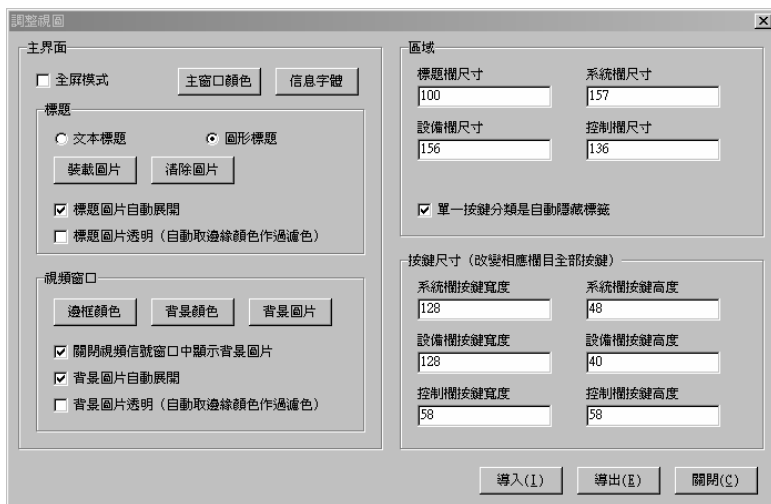 調整視圖
主界面
全屏模式
主窗口顏色
信息字體
標題
文本標題
圖形標題
裝載圖片
清除圖片
標題圖片自動展開
標題圖片透明（自動取邊緣顏色作過濾色）
視頻窗口
邊框顏色
背景顏色
背景圖片
關閉視頻信號窗口中顯示背景圖片
背景圖片自動展開
背景圖片透明（自動取邊緣顏色作過濾色）
區域
標題欄尺寸
系統欄尺寸
100
157
設備欄尺寸
控制欄尺寸
156
136
單一按鍵分類是自動隱藏標籤
按鍵尺寸（改變相應欄目全部按鍵）
系統欄按鍵寬度
系統欄按鍵高度
128
48
設備欄按鍵寬度
設備欄按鍵高度
128
40
控制欄按鍵寬度
控制欄按鍵高度
58
58
導入(I)
導出(E)
關閉(C)